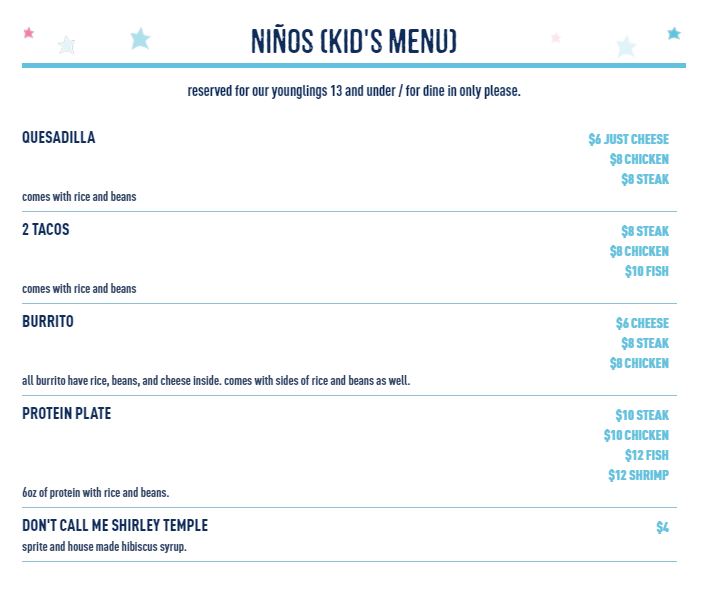 NIÑOS (KID'S MENU)
reserved for our younglings 13 and under / for dine in only please.
QUESADILLA
$6 JUST CHEESE
$8 CHICKEN
$8 STEAK
comes with rice and beans
2 TACOS
$8 STEAK
$8 CHICKEN
$10 FISH
comes with rice and beans
BURRITO
$6 CHEESE
$8 STEAK
$8 CHICKEN
all burrito have rice, beans, and cheese inside. comes with sides of rice and beans as well.
PROTEIN PLATE
$10 STEAK
$10 CHICKEN
$12 FISH
$12 SHRIMP
6oz of protein with rice and beans.
DON'T CALL ME SHIRLEY TEMPLE
$4
sprite and house made hibiscus syrup.